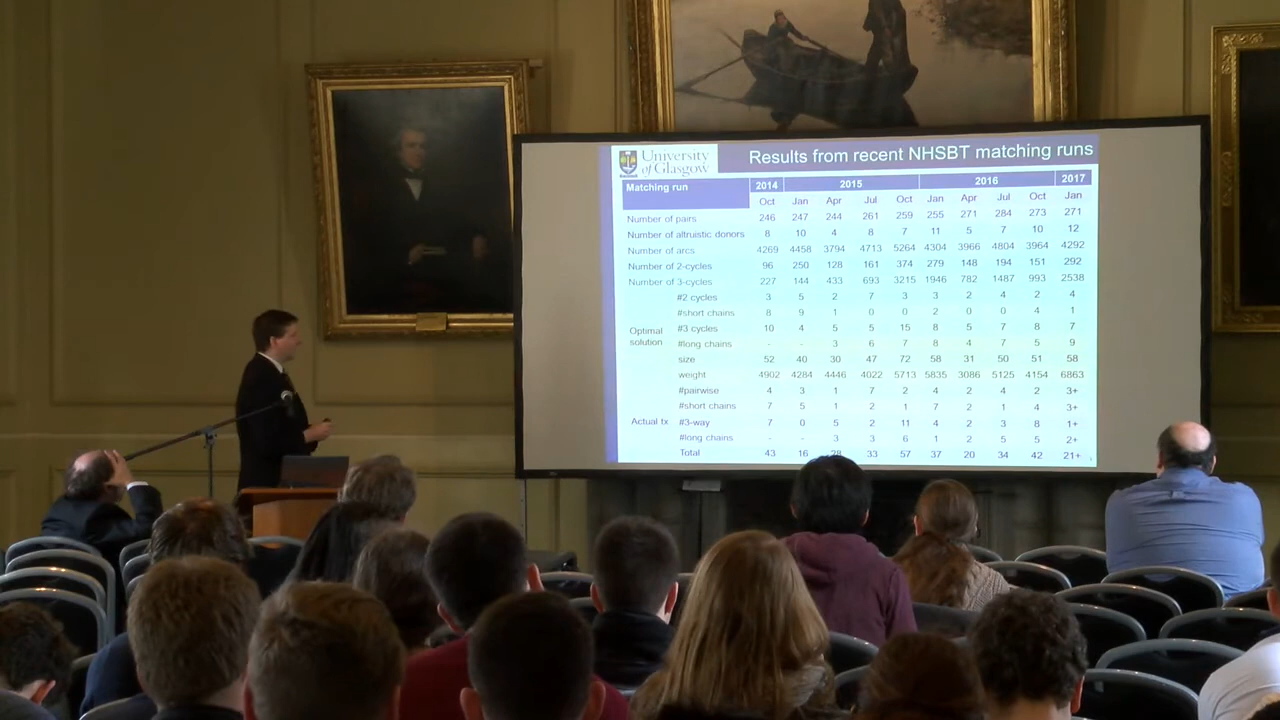 University
of Glasgow
Results from recent NHSBT matching runs
Matching run 2014 2015 2016 2017
Oct Jan Apr Jul Oct Jan Apr Jul Oct Jan
Number of pairs 246 247 244 261 259 255 271 284 273 271
Number of altruistic donors 8 10 4 8 7 11 5 7 10 12
Number of arcs 4269 4458 3794 4713 5264 4304 3966 4804 3964 4292
Number of 2-cycles 96 250 128 161 374 279 148 194 151 292
Number of 3-cycles 227 144 433 693 3215 1946 782 1487 993 2538
Optimal solution
#2 cycles 3 5 2 7 3 3 2 4 2 4
#short chains 8 9 1 0 0 2 0 0 4 1
#3 cycles 10 4 5 5 15 8 5 7 8 7
#long chains - - 3 6 7 8 4 7 5 9
size 52 40 30 47 72 58 31 50 51 58
weight 4902 4284 4446 4022 5713 5835 3086 5125 4154 6863
Actual tx
#pairwise 4 3 1 7 2 4 2 4 2 3+
#short chains 7 5 1 2 1 7 2 1 4 3+
#3-way 7 0 5 2 11 4 2 3 8 1+
#long chains - - 3 3 6 1 2 5 5 2+
Total 43 16 28 33 57 37 20 34 42 21+